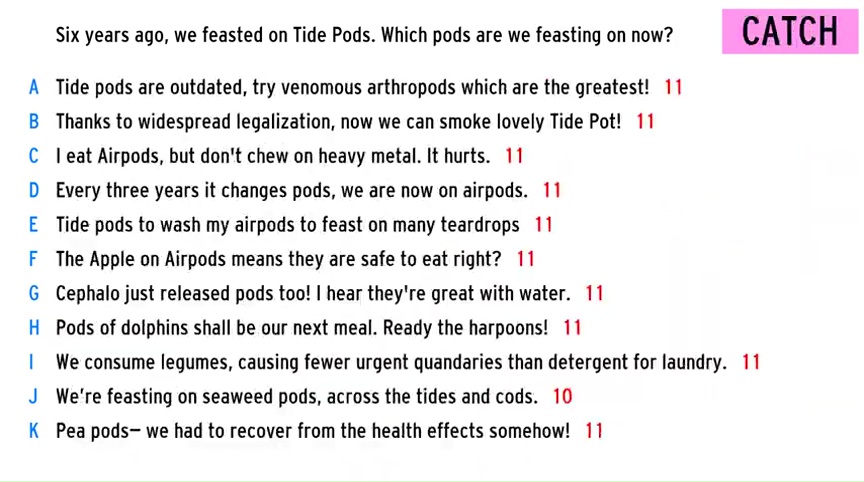 Six years ago, we feasted on Tide Pods. Which pods are we feasting on now?
CATCH
A Tide pods are outdated, try venomous arthropods which are the greatest! 11
B Thanks to widespread legalization, now we can smoke lovely Tide Pot! 11
C I eat Airpods, but don't chew on heavy metal. It hurts. 11
D Every three years it changes pods, we are now on airpods. 11
E Tide pods to wash my airpods to feast on many teardrops 11
F The Apple on Airpods means they are safe to eat right? 11
G Cephalo just released pods too! I hear they're great with water. 11
H Pods of dolphins shall be our next meal. Ready the harpoons! 11
I We consume legumes, causing fewer urgent quandaries than detergent for laundry. 11
J We're feasting on seaweed pods, across the tides and cods. 10
K Pea pods— we had to recover from the health effects somehow! 11